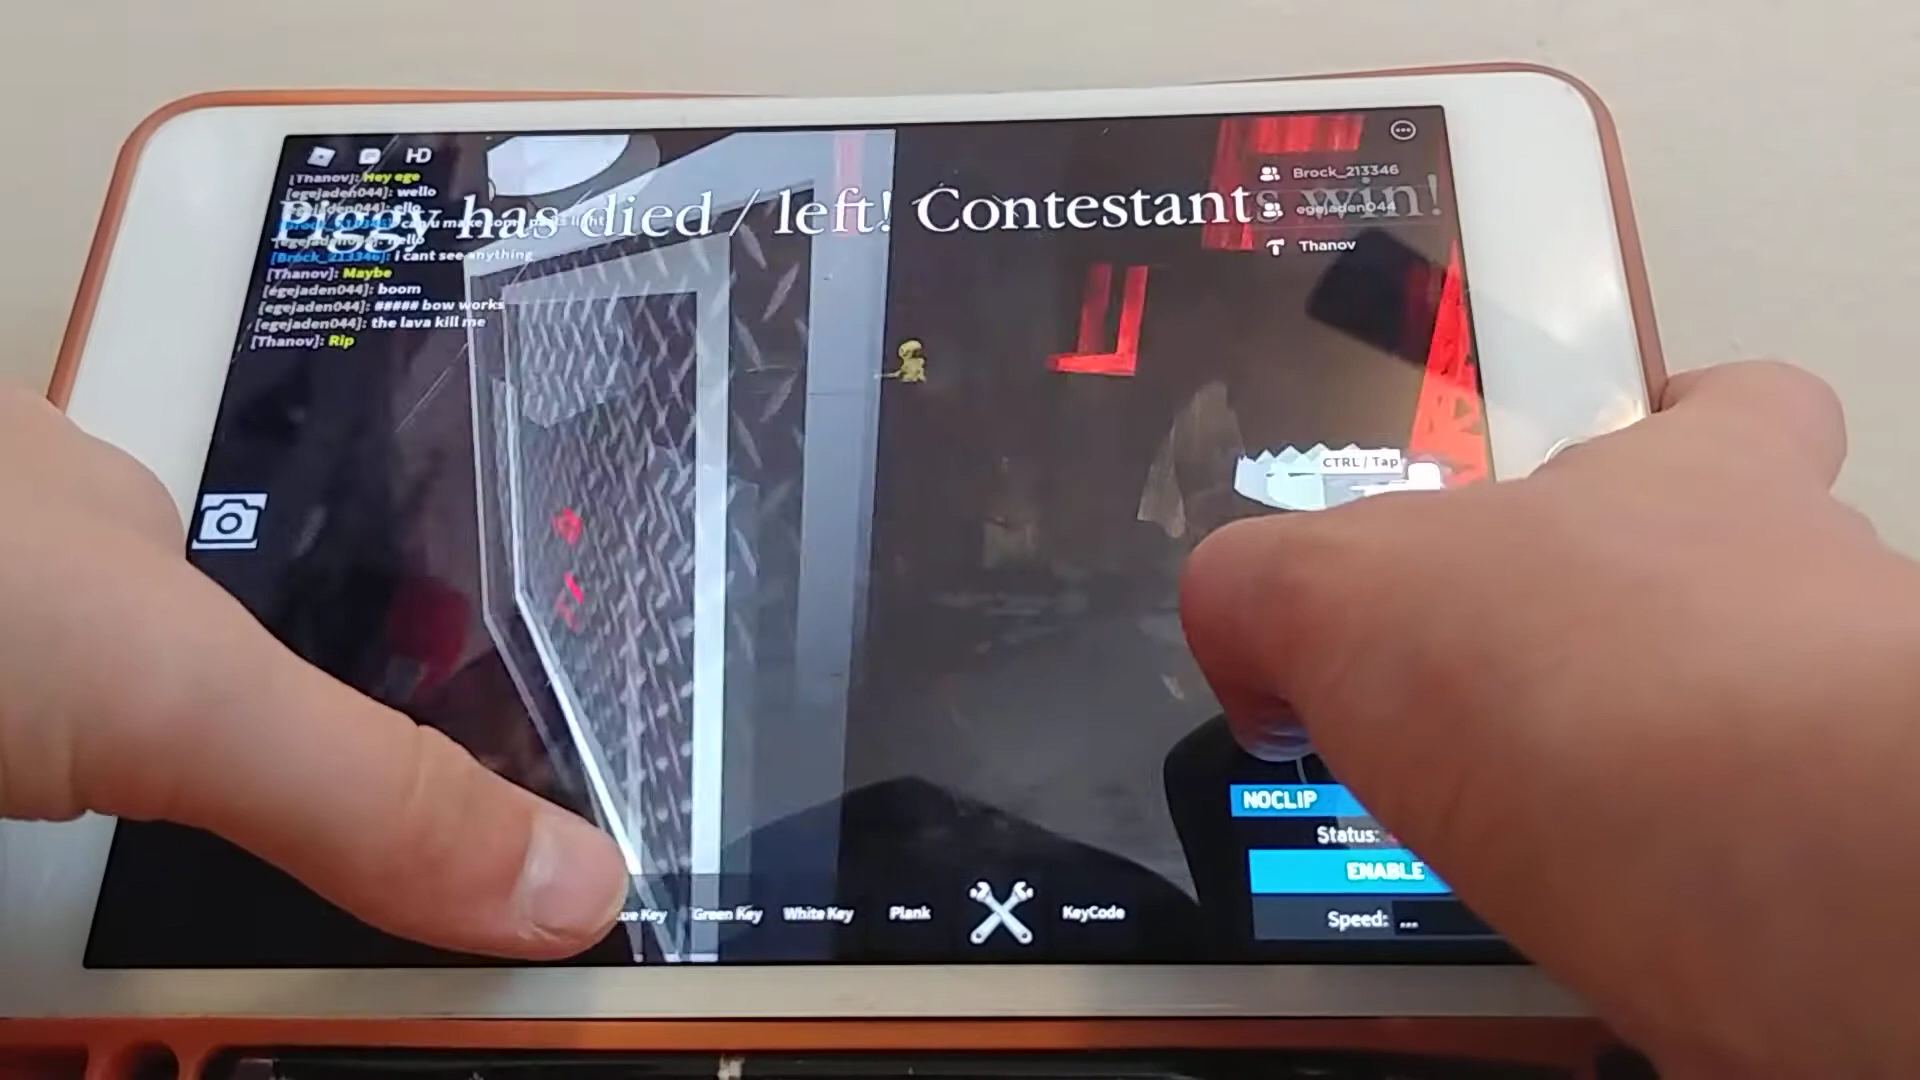 HD
[Thanov]: Hey ege
[egejaden044]: wello
[egejaden044]: ello
[egejaden044]: hello
[Brock_213346]: i cant see anything
[Thanov]: Maybe
[egejaden044]: boom
[egejaden044]: ##### bow works
[egejaden044]: the lava kill me
[Thanov]: Rip
Piggy has died / left! Contestants win!
Brock_213346
egejaden044
Thanov
CTRL / Tap
NOCLIP
Status:
ENABLE
Speed: ...
Green Key
White Key
Plank
KeyCode